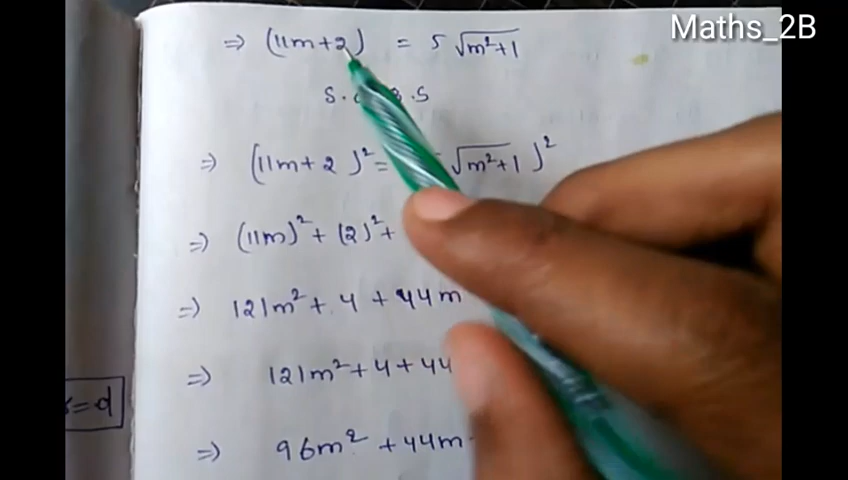 Maths_2B
⇒ (11m+2) = 5 √m²+1
S. B.S
⇒ (11m+2)² = √m²+1 )²
⇒ (11m)² + (2)² +
⇒ 121m² + 4 + 44m
⇒ 121m² + 4 + 44
r=d
⇒ 96m² + 44m